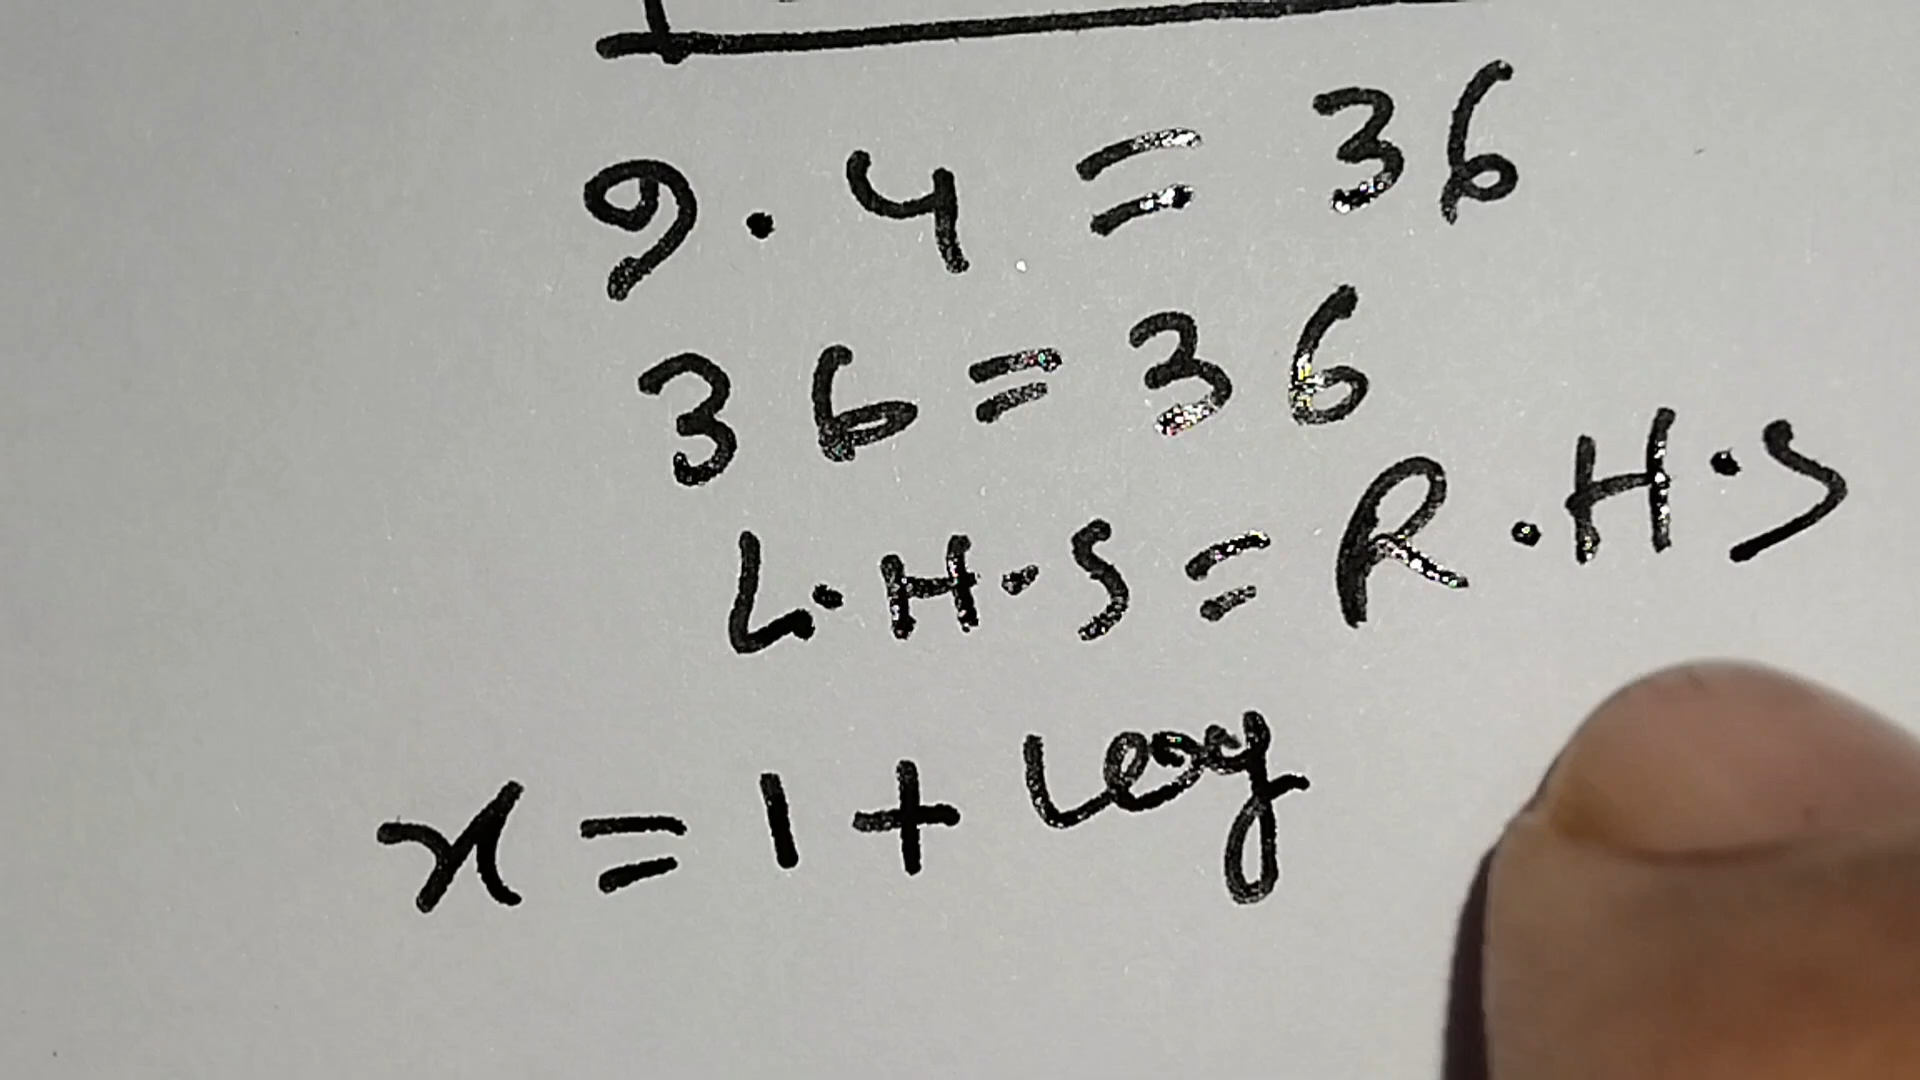 9.4 = 36
36 = 36
L.H.S = R.H.S
x = 1 + log